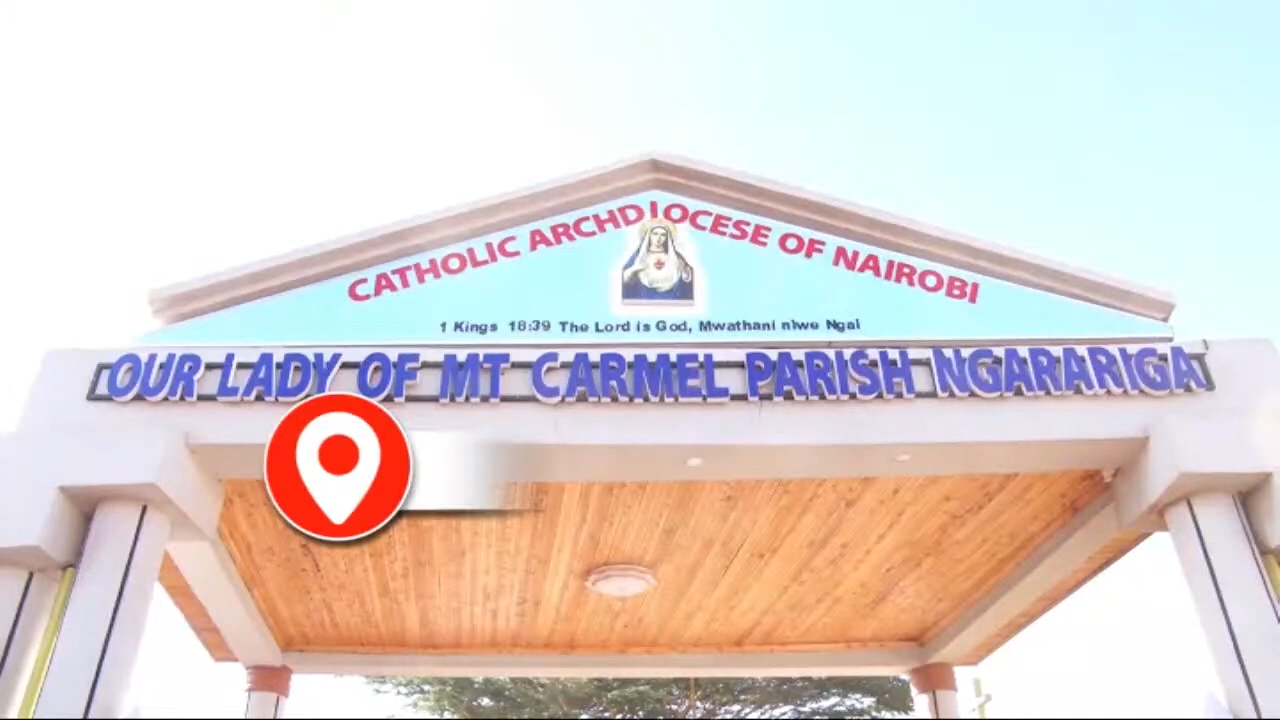 CATHOLIC ARCHDIOCESE OF NAIROBI
1 Kings 18:39 The Lord is God, Mwathani niwe Ngai
OUR LADY OF MT CARMEL PARISH NGARARIGA